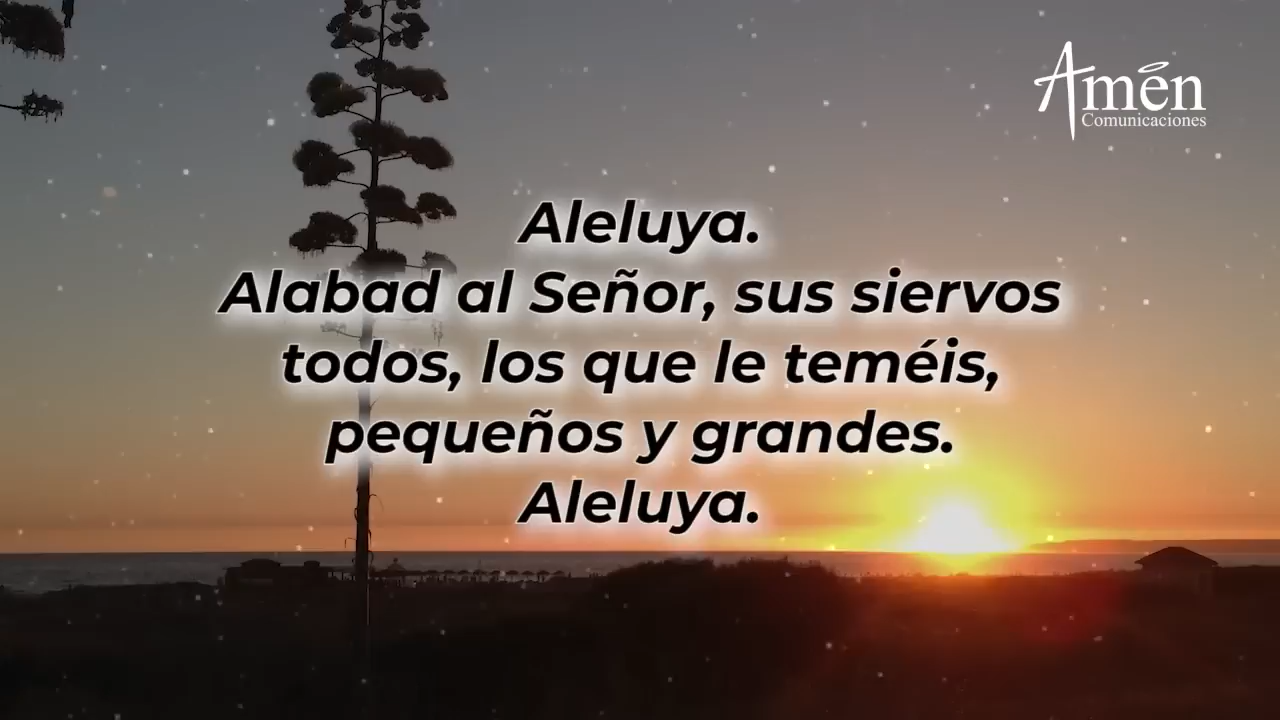 Amén
Comunicaciones
Aleluya.
Alabad al Señor, sus siervos
todos, los que le teméis,
pequeños y grandes.
Aleluya.